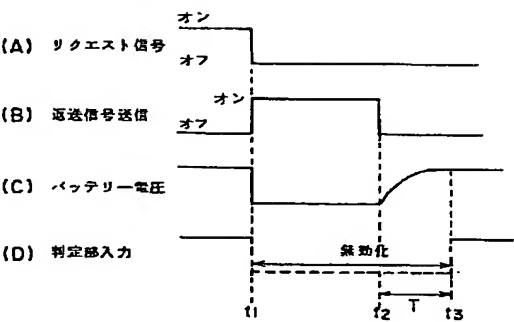 オン
(A) リクエスト信号
オフ
オン
(B) 返送信号送信
オフ
(C) バッテリー電圧
(D) 判定部入力
無効化
T
t1
t2
t3